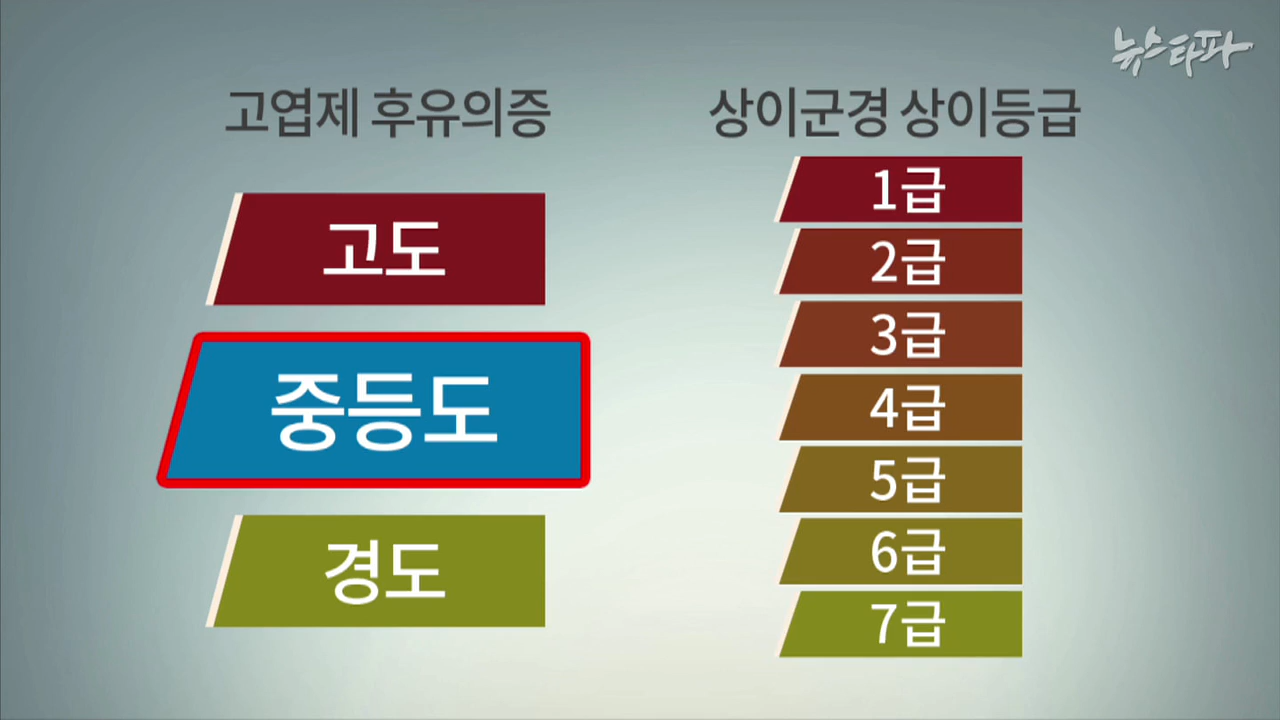 뉴스타파
고엽제 후유의증
고도
중등도
경도
상이군경 상이등급
1급
2급
3급
4급
5급
6급
7급